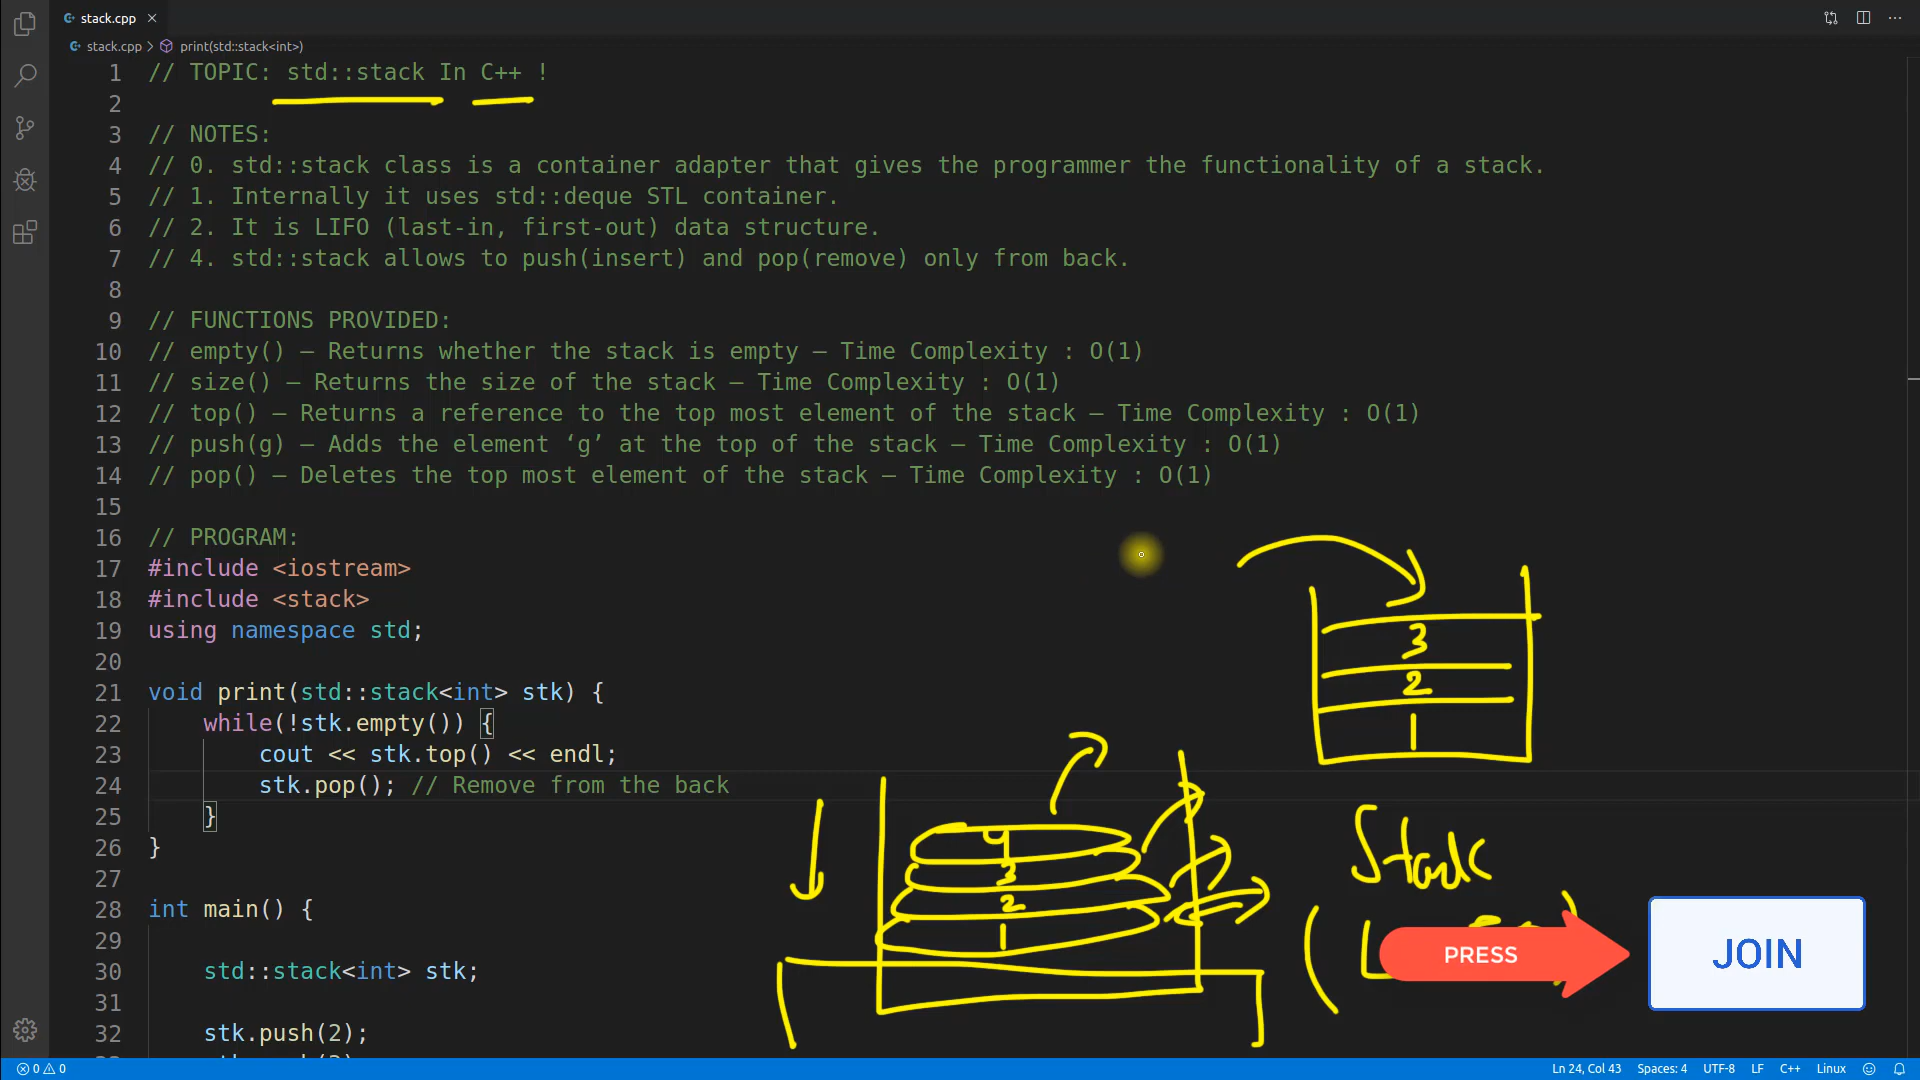 stack.cpp
stack.cpp > print(std::stack<int>)
1 // TOPIC: std::stack In C++ !
2
3 // NOTES:
4 // 0. std::stack class is a container adapter that gives the programmer the functionality of a stack.
5 // 1. Internally it uses std::deque STL container.
6 // 2. It is LIFO (last-in, first-out) data structure.
7 // 4. std::stack allows to push(insert) and pop(remove) only from back.
8
9 // FUNCTIONS PROVIDED:
10 // empty() – Returns whether the stack is empty – Time Complexity : O(1)
11 // size() – Returns the size of the stack – Time Complexity : O(1)
12 // top() – Returns a reference to the top most element of the stack – Time Complexity : O(1)
13 // push(g) – Adds the element ‘g’ at the top of the stack – Time Complexity : O(1)
14 // pop() – Deletes the top most element of the stack – Time Complexity : O(1)
15
16 // PROGRAM:
17 #include <iostream>
18 #include <stack>
19 using namespace std;
20
21 void print(std::stack<int> stk) {
22 while(!stk.empty()) {
23 cout << stk.top() << endl;
24 stk.pop(); // Remove from the back
25 }
26 }
27
28 int main() {
29
30 std::stack<int> stk;
31
32 stk.push(2);
3
2
1
4
3
2
1
Stack
PRESS
JOIN
0 0
Ln 24, Col 43 Spaces: 4 UTF-8 LF C++ Linux